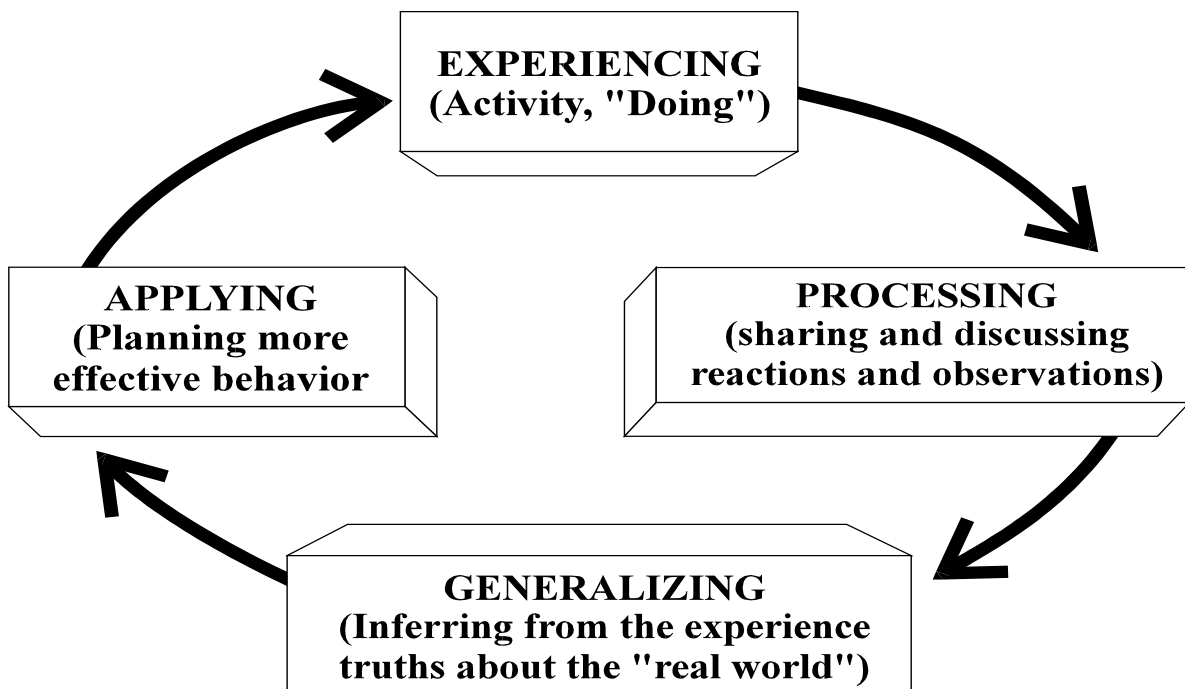 EXPERIENCING
(Activity, "Doing")
APPLYING
(Planning more
effective behavior
PROCESSING
(sharing and discussing
reactions and observations)
GENERALIZING
(Inferring from the experience
truths about the "real world")